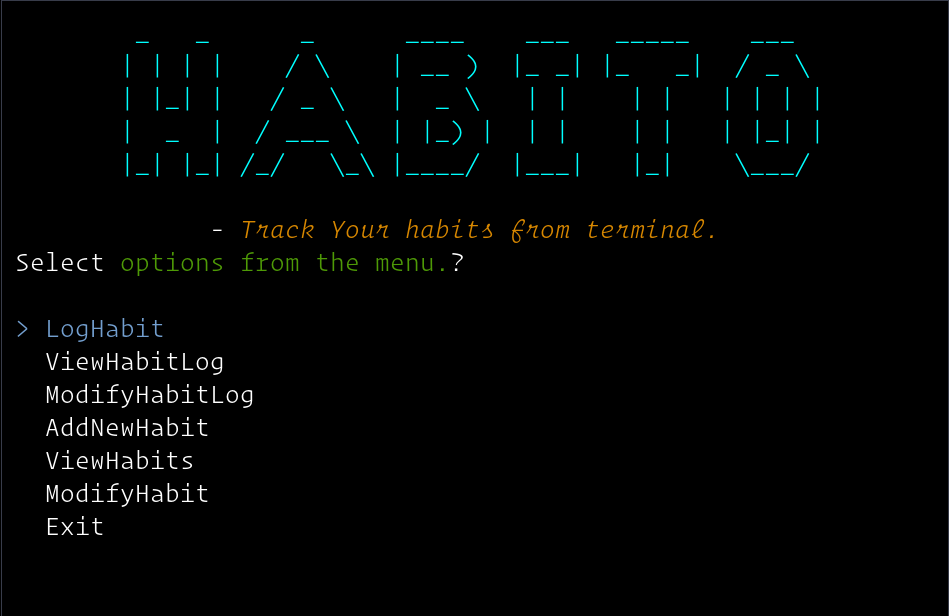 HABITO
- Track Your habits from terminal.
Select options from the menu.?
> LogHabit
ViewHabitLog
ModifyHabitLog
AddNewHabit
ViewHabits
ModifyHabit
Exit